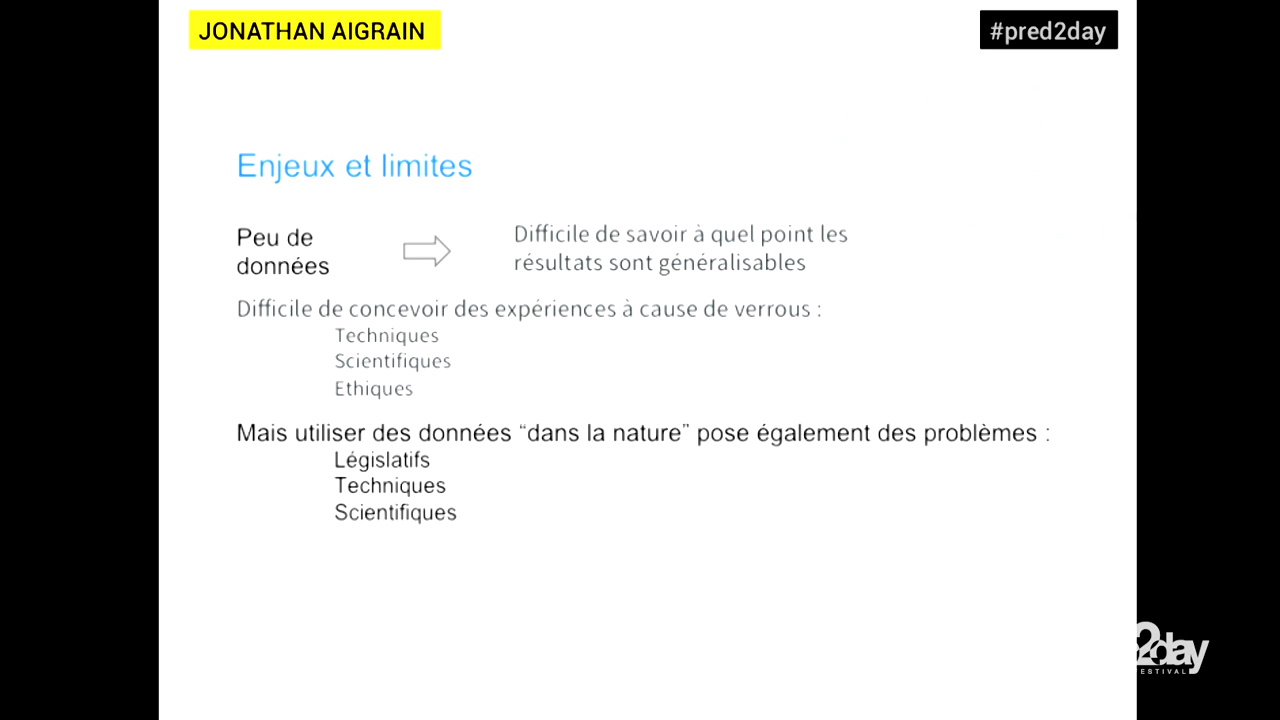 JONATHAN AIGRAIN
#pred2day
Enjeux et limites
Peu de
données
Difficile de savoir à quel point les
résultats sont généralisables
Difficile de concevoir des expériences à cause de verrous :
Techniques
Scientifiques
Ethiques
Mais utiliser des données “dans la nature” pose également des problèmes :
Législatifs
Techniques
Scientifiques
2day
ESTIVAL